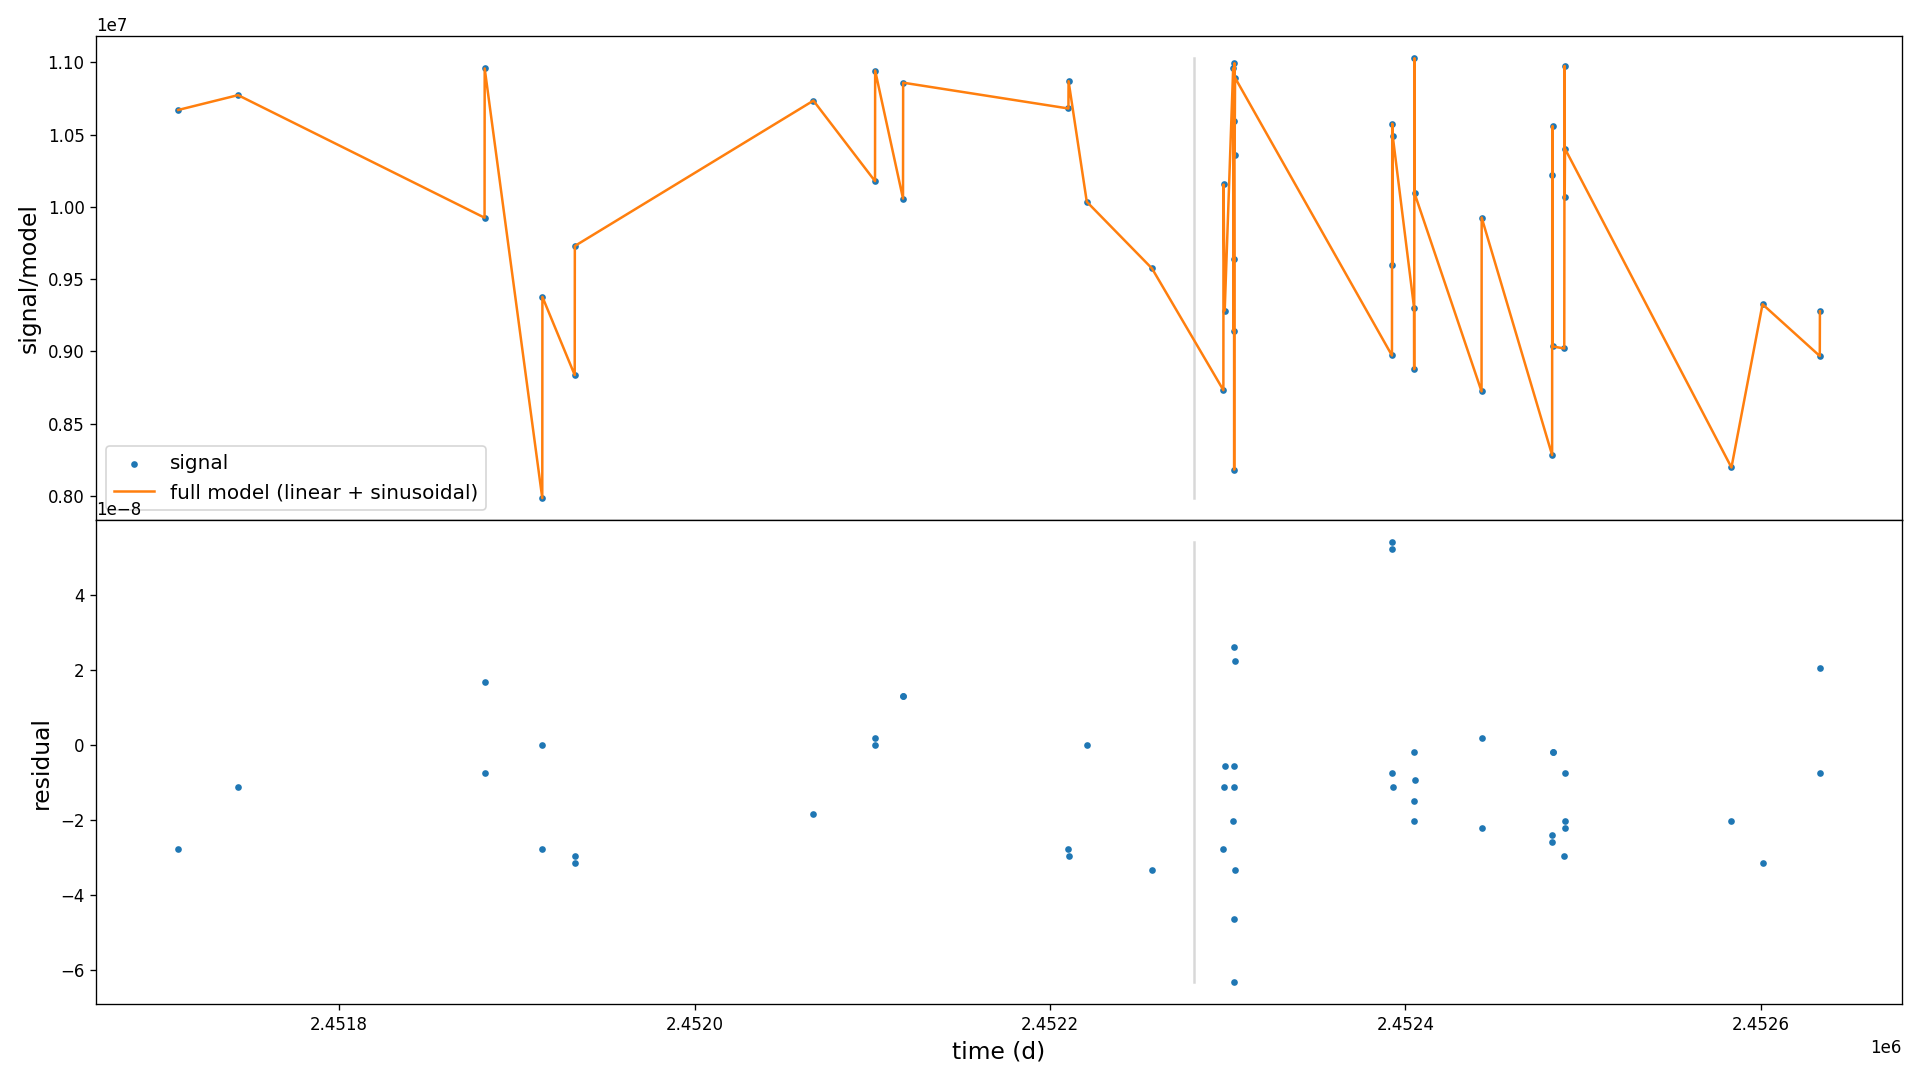 1e7
1.10
1.05
1.00
0.95
0.90
0.85
0.80
signal/model
signal
full model (linear + sinusoidal)
1e−8
4
2
0
−2
−4
−6
residual
2.4518
2.4520
2.4522
2.4524
2.4526
1e6
time (d)